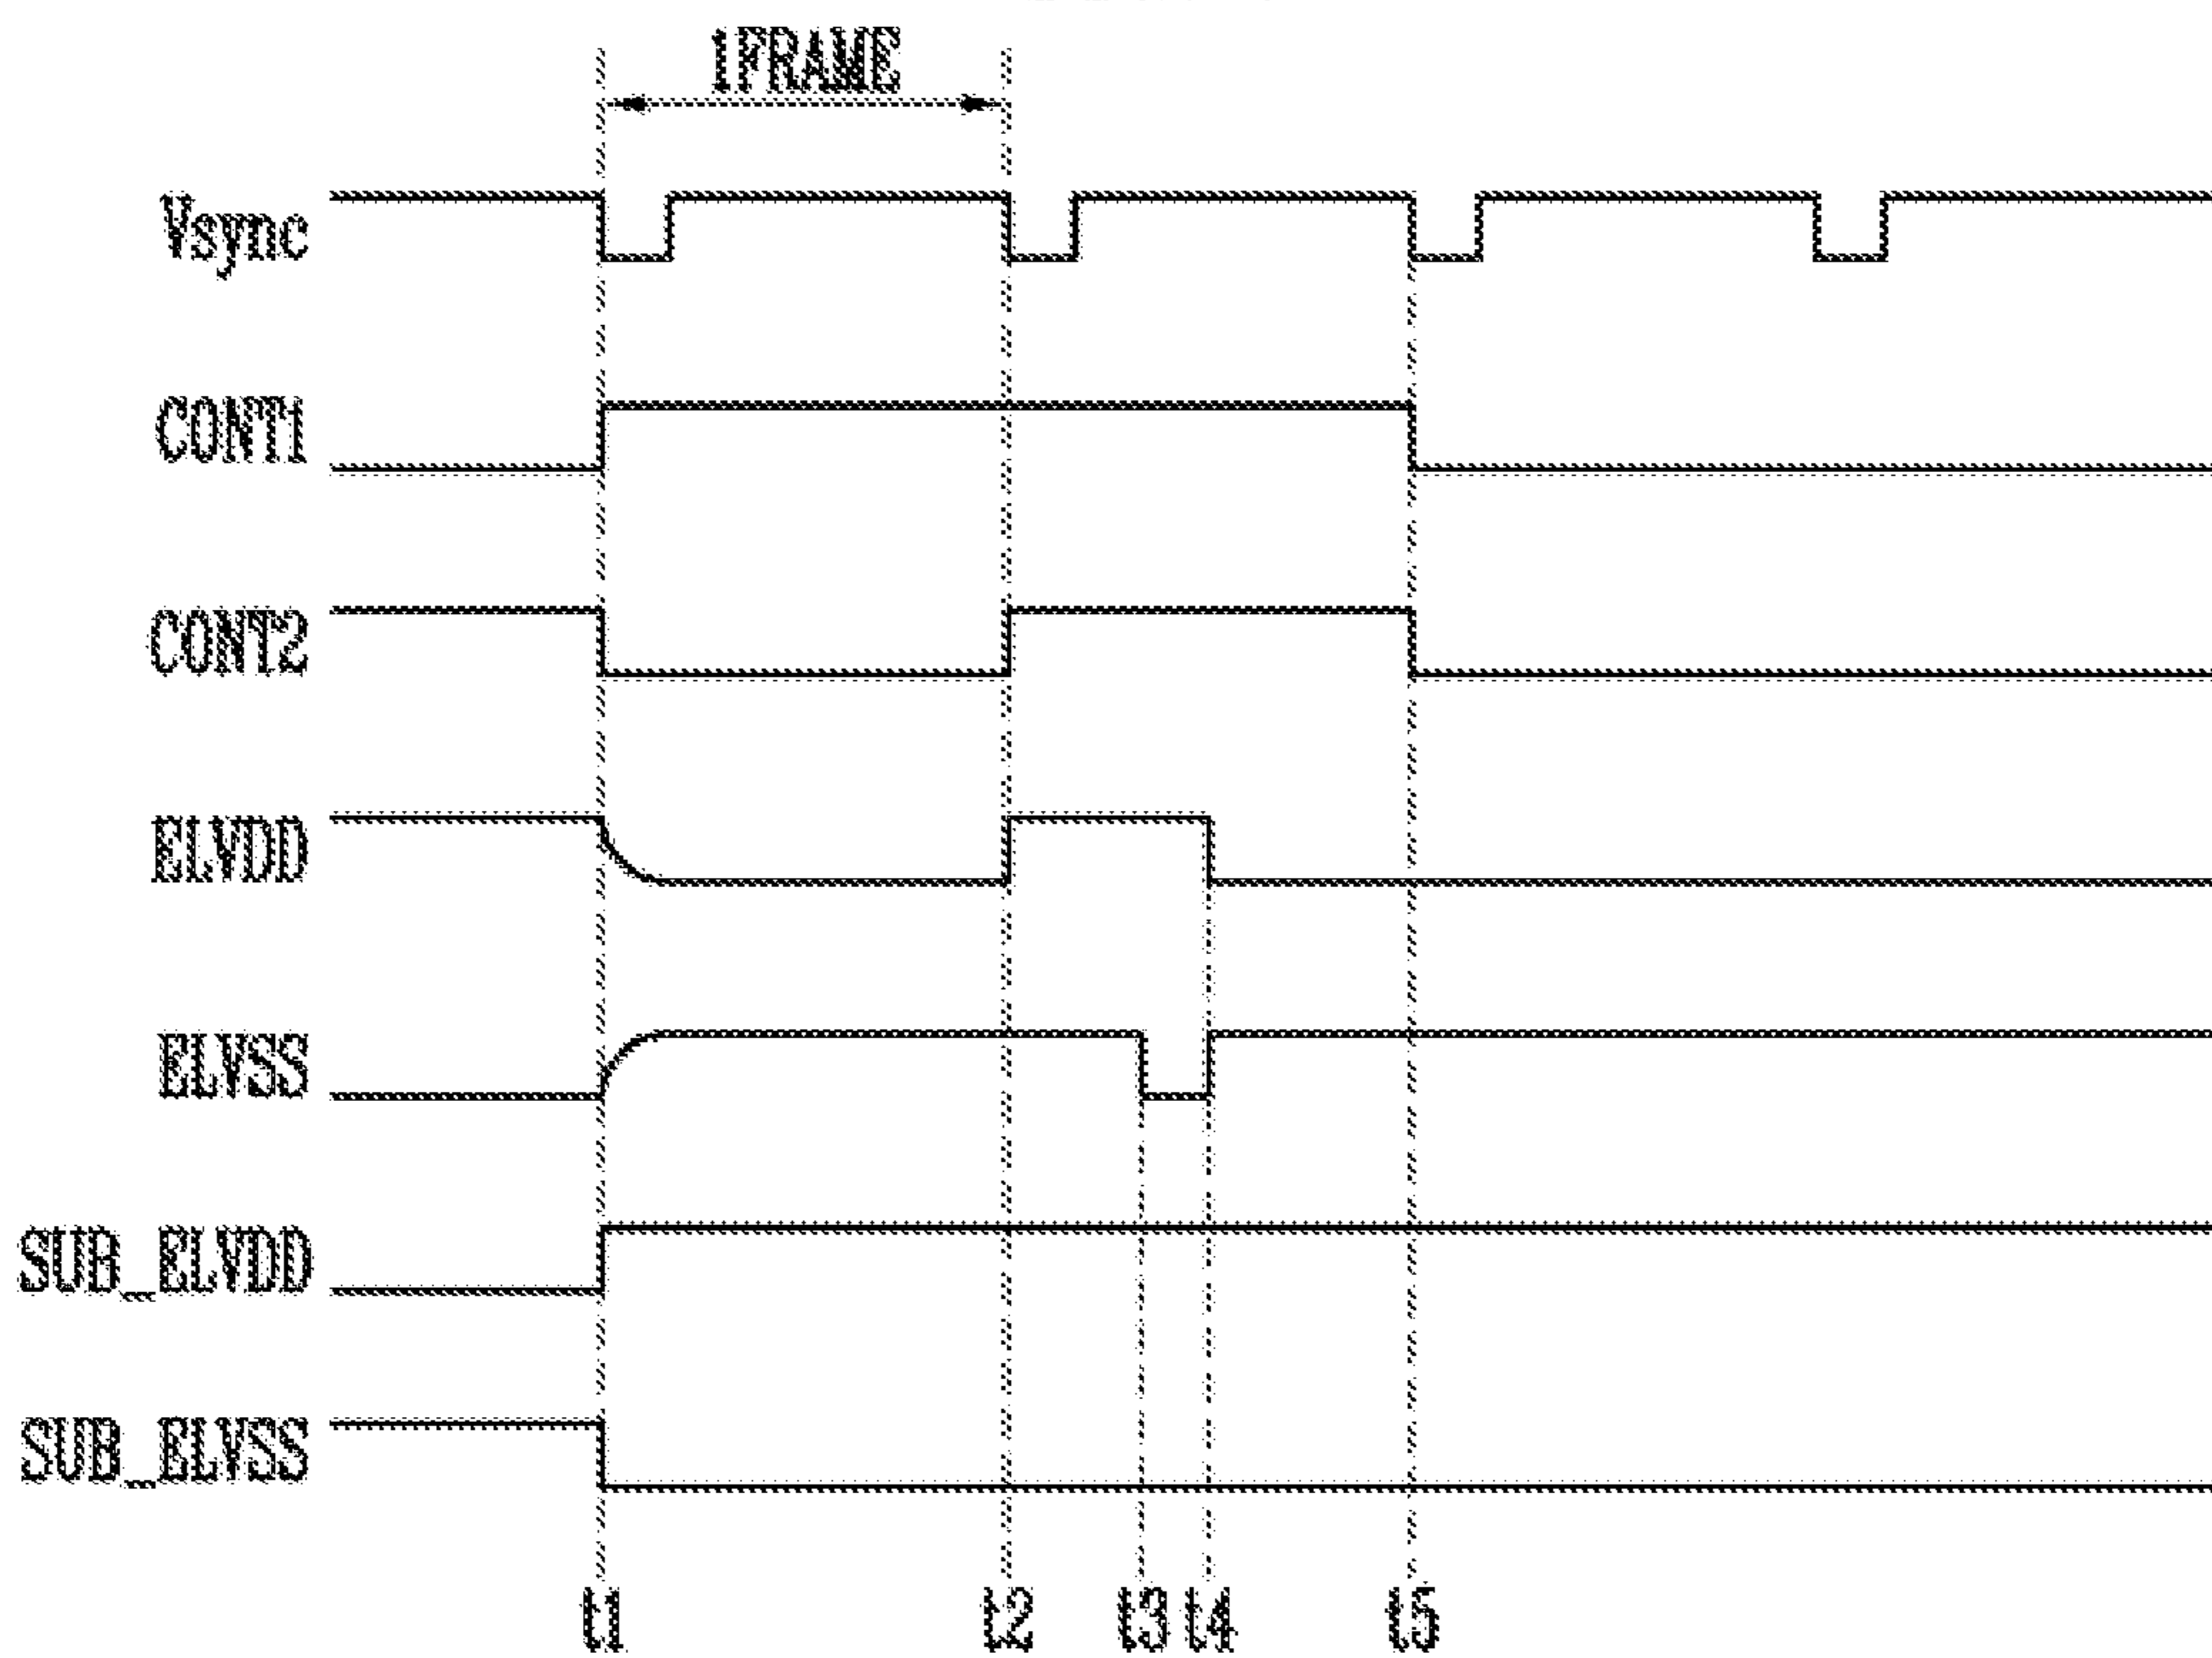 1FRAME
Vsync
CONT1
CONT2
ELVDD
ELVSS
SUB_ELVDD
SUB_ELVSS
t1 t2 t3 t4 t5